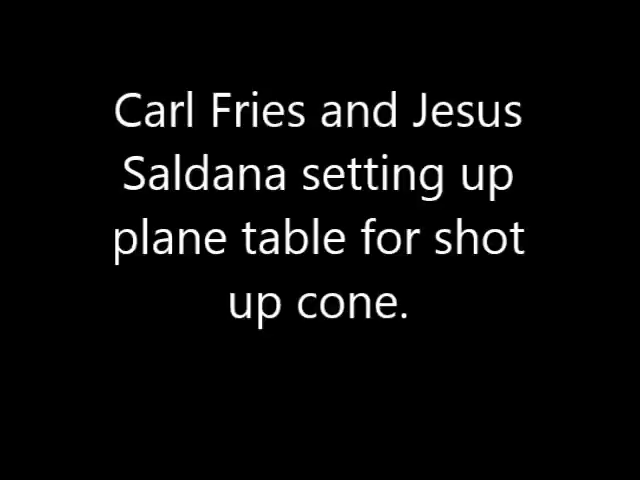 Carl Fries and Jesus
Saldana setting up
plane table for shot
up cone.